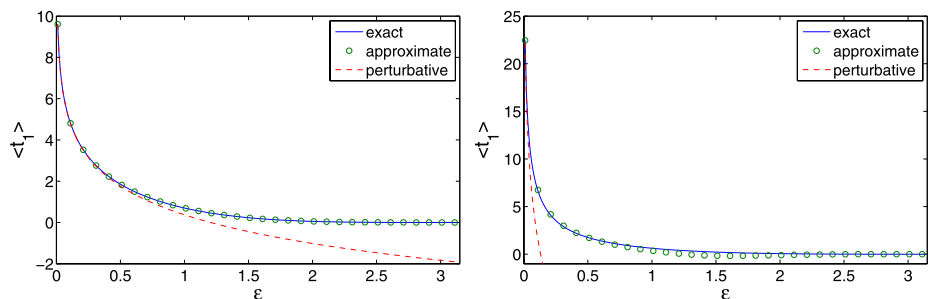 10
8
6
4
2
0
-2
0 0.5 1 1.5 2 2.5 3
ε
<t1>
exact
approximate
perturbative
25
20
15
10
5
0
0 0.5 1 1.5 2 2.5 3
ε
<t1>
exact
approximate
perturbative